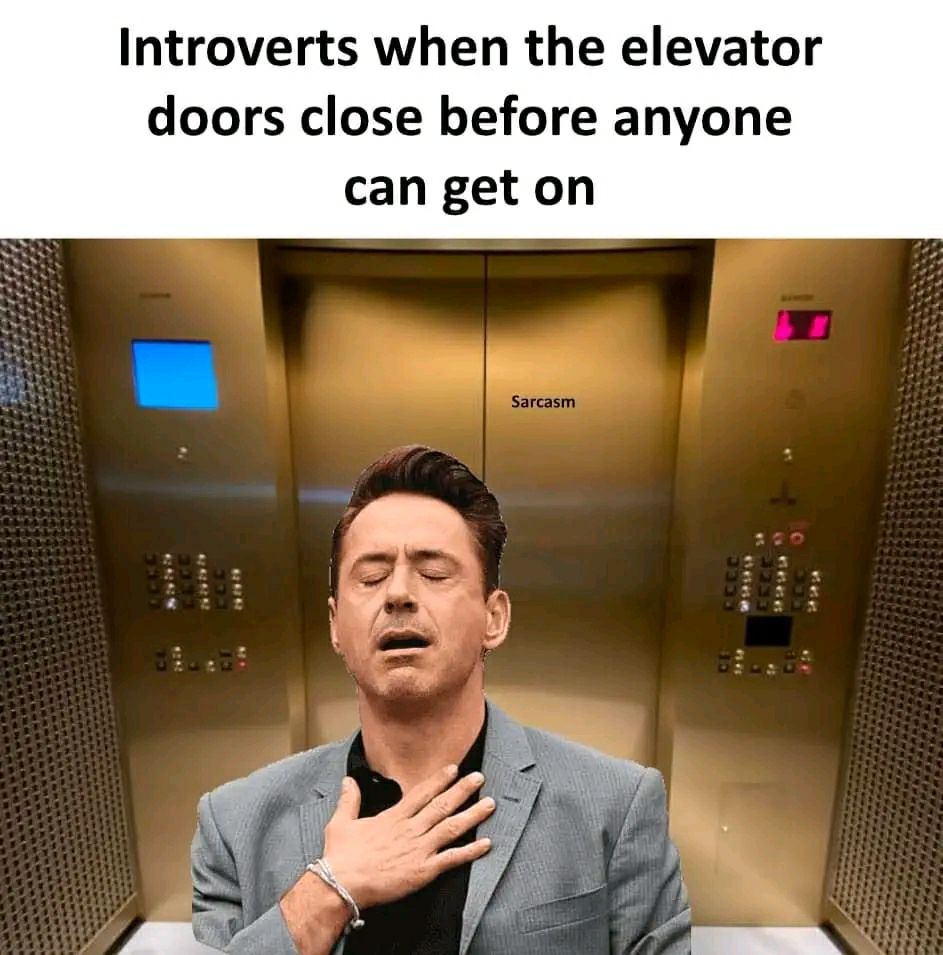 Introverts when the elevator
doors close before anyone
can get on
Sarcasm